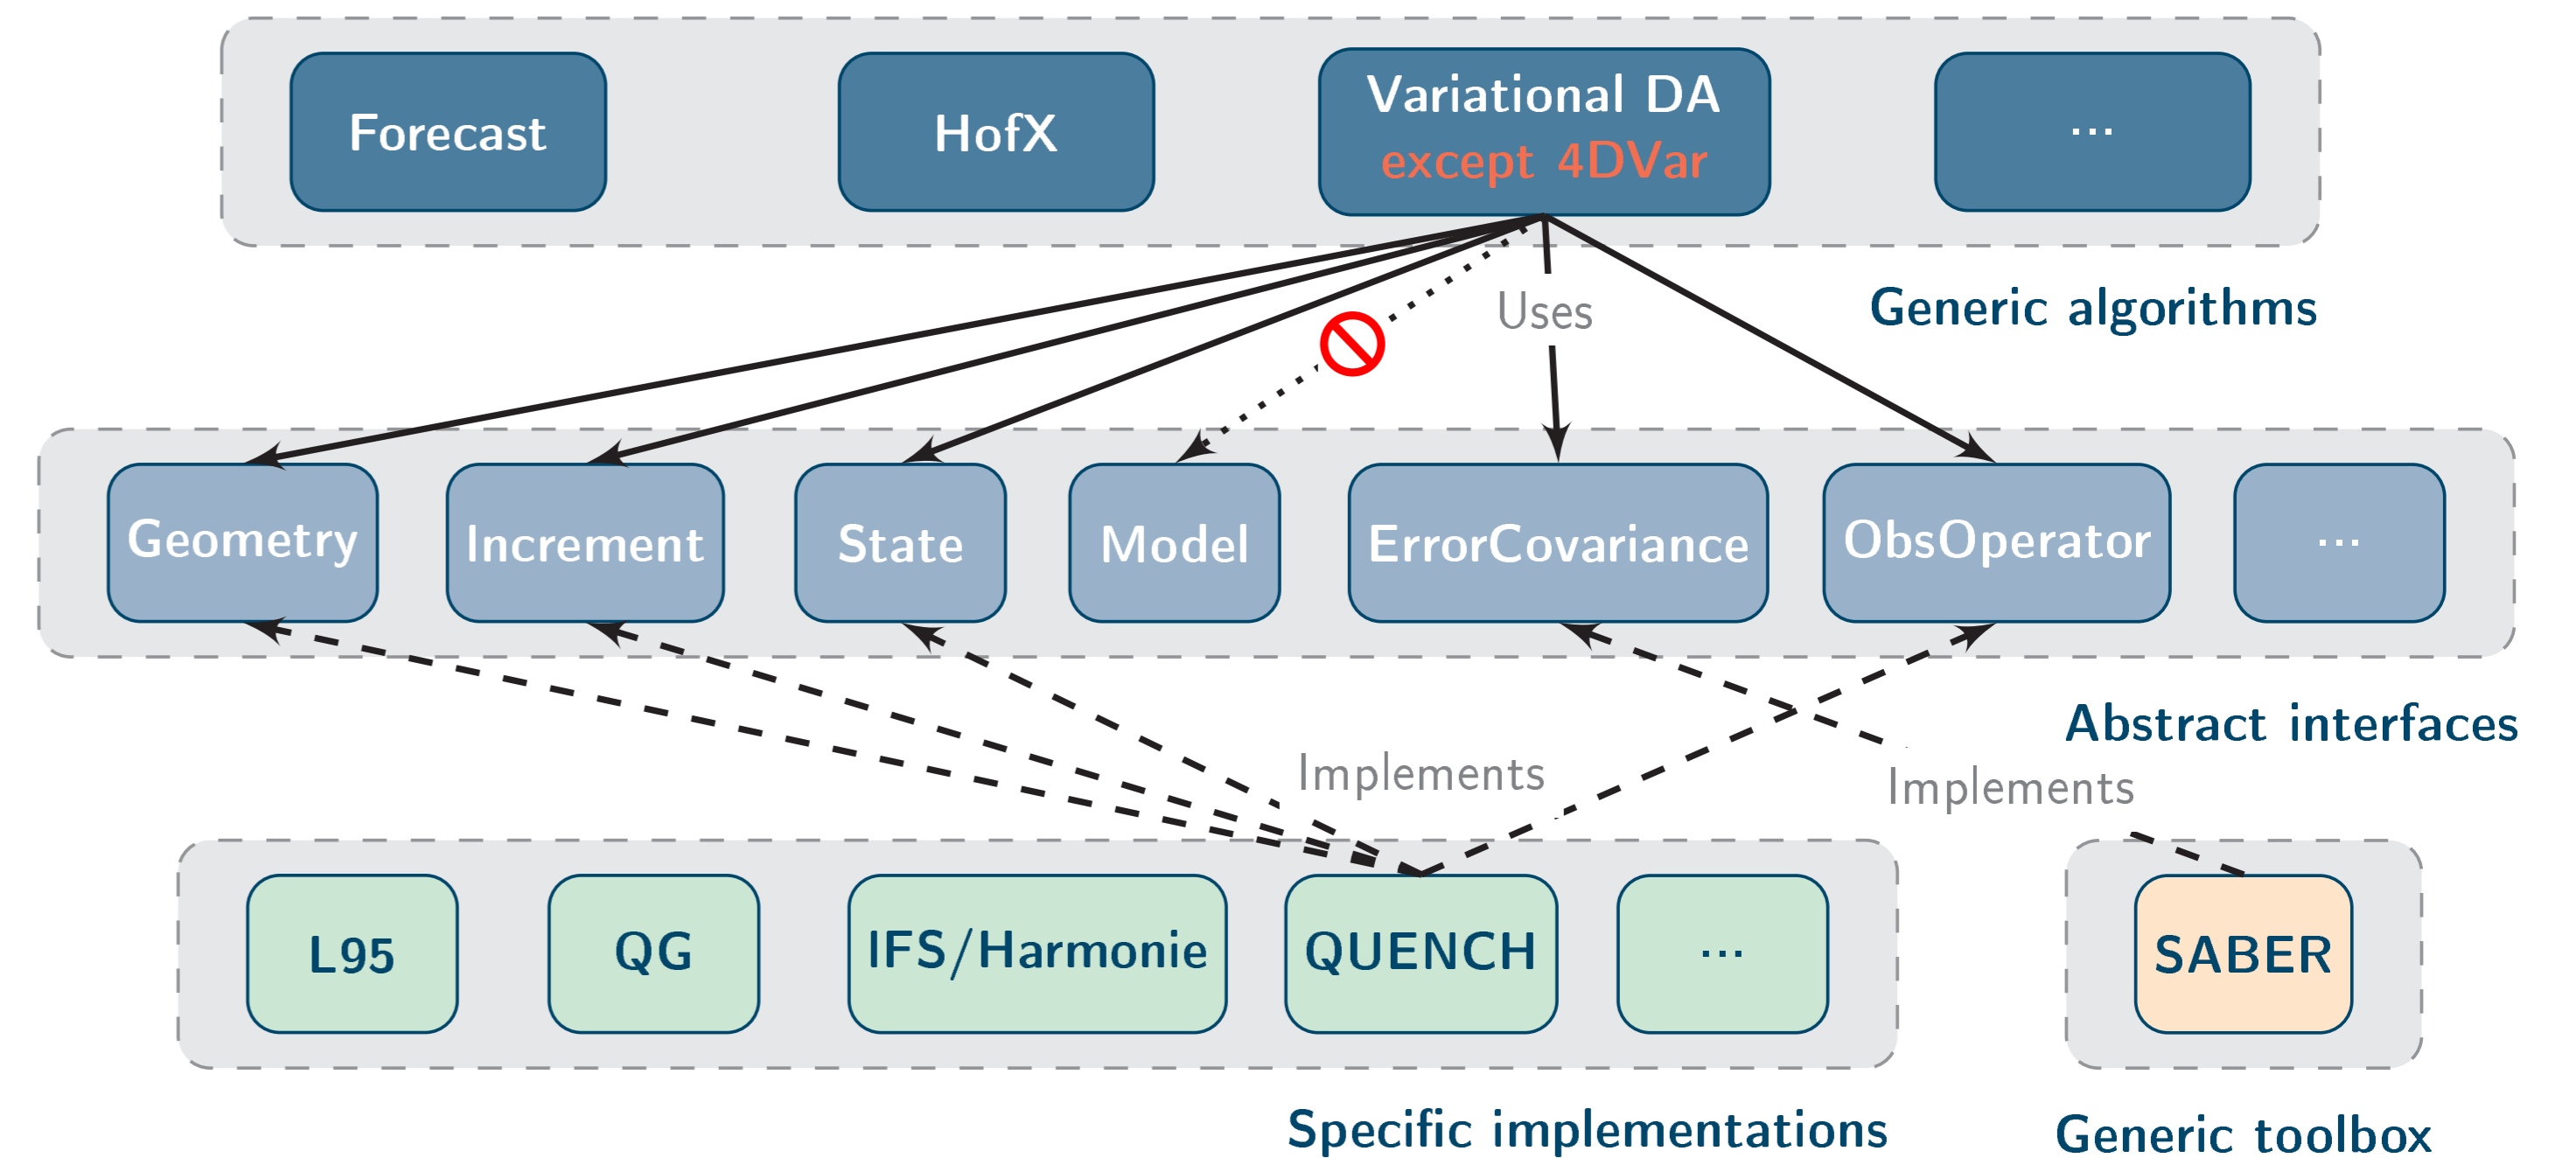 Forecast
HofX
Variational DA
except 4DVar
...
Uses
Generic algorithms
Geometry
Increment
State
Model
ErrorCovariance
ObsOperator
...
Abstract interfaces
Implements
Implements
L95
QG
IFS/Harmonie
QUENCH
...
SABER
Specific implementations
Generic toolbox